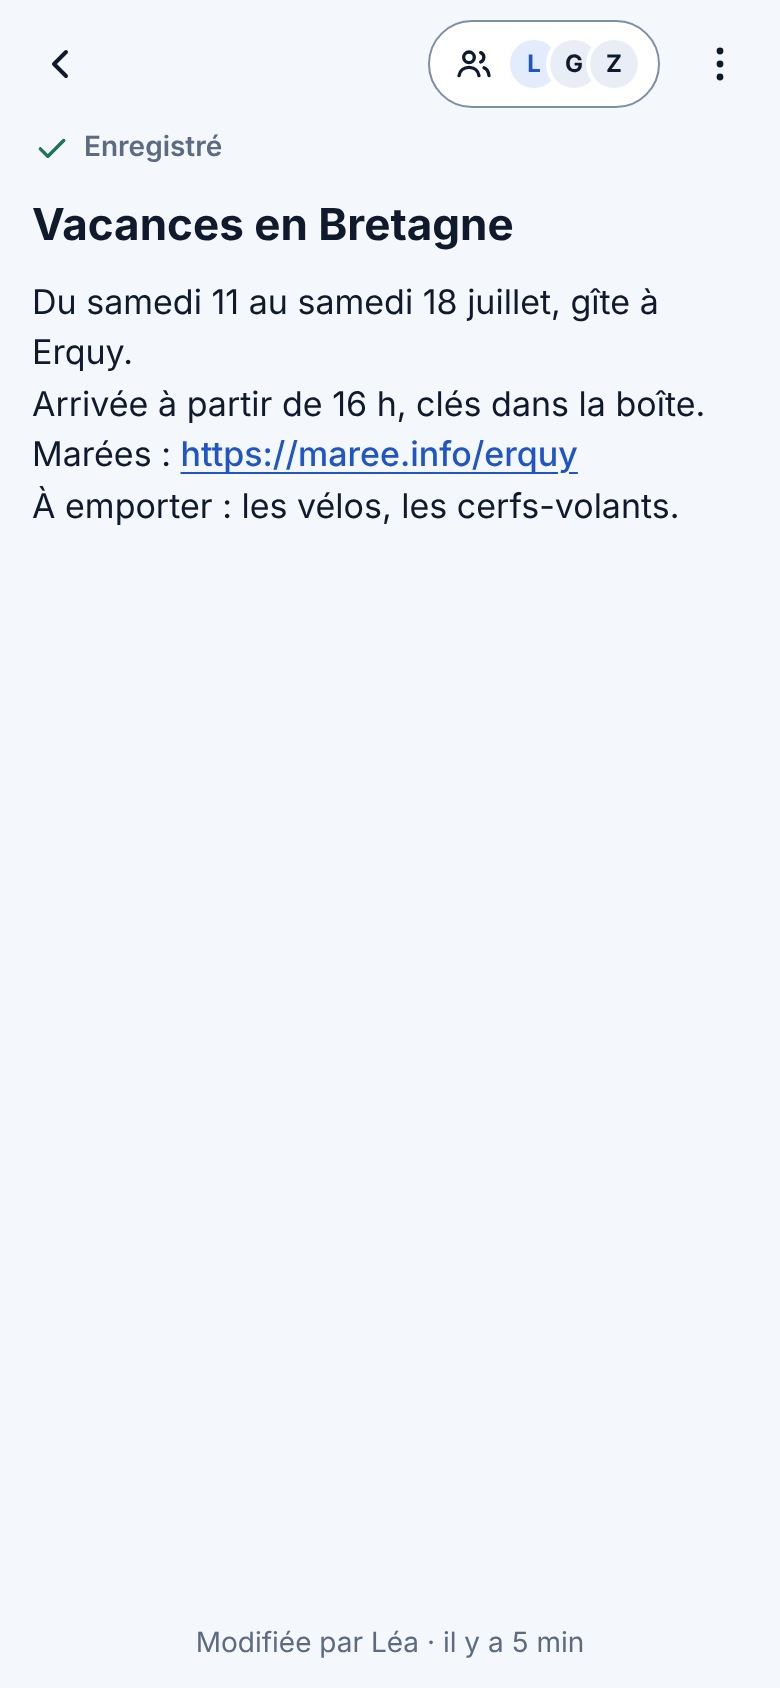 L G Z
Enregistré
Vacances en Bretagne
Du samedi 11 au samedi 18 juillet, gîte à
Erquy.
Arrivée à partir de 16 h, clés dans la boîte.
Marées : https://maree.info/erquy
À emporter : les vélos, les cerfs-volants.
Modifiée par Léa · il y a 5 min